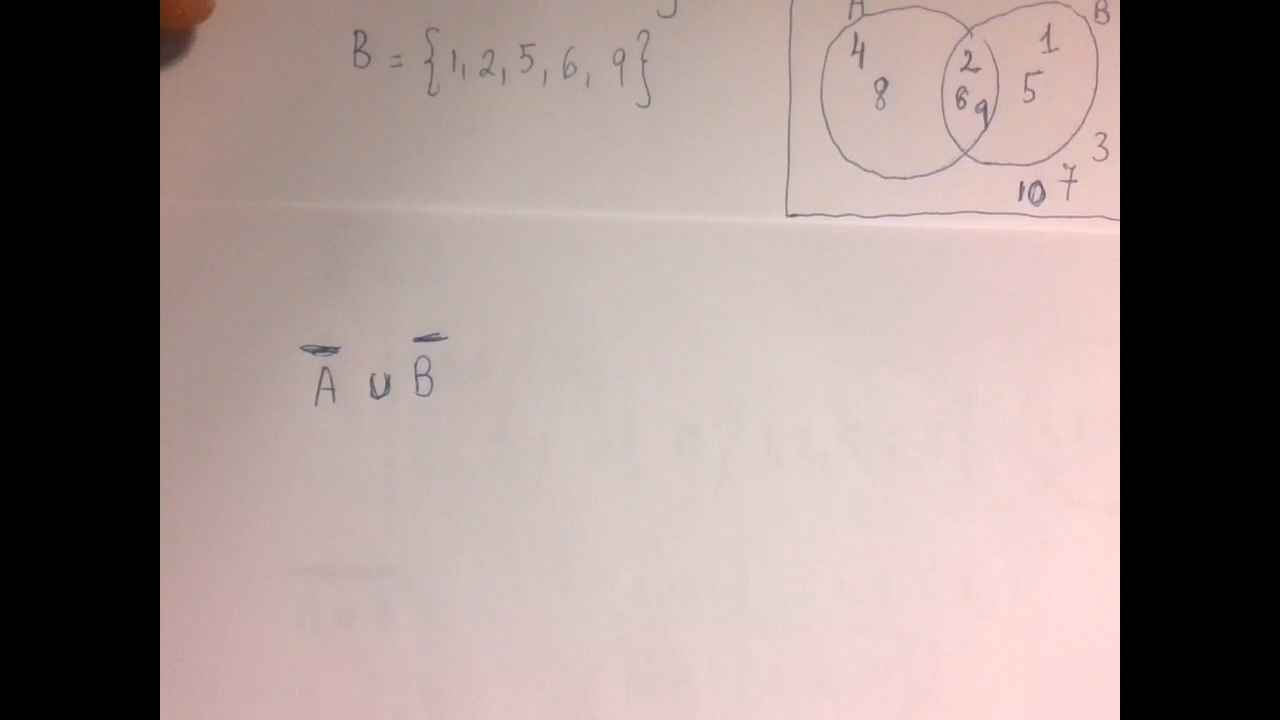 A B
B = {1, 2, 5, 6, 9}
4 2 1
8 6 9 5
3
10 7
A̅ ∪ B̅